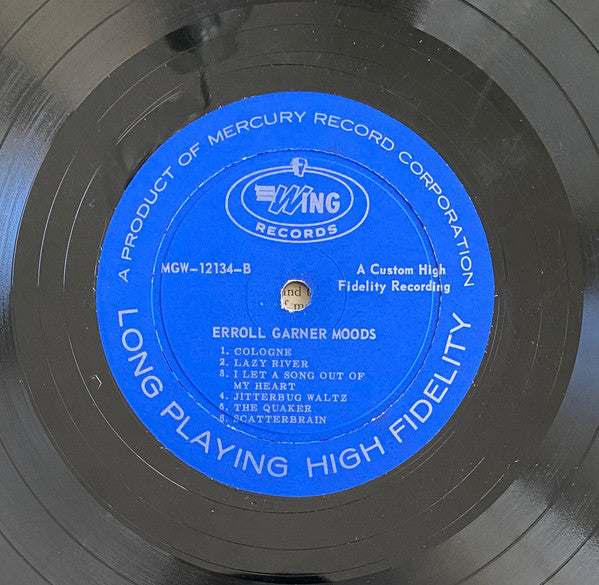 A PRODUCT OF MERCURY RECORD CORPORATION
WING
RECORDS
MGW-12134-B
A Custom High
Fidelity Recording
ERROLL GARNER MOODS
1. COLOGNE
2. LAZY RIVER
3. I LET A SONG OUT OF
MY HEART
4. JITTERBUG WALTZ
5. THE QUAKER
6. SCATTERBRAIN
LONG PLAYING HIGH FIDELITY